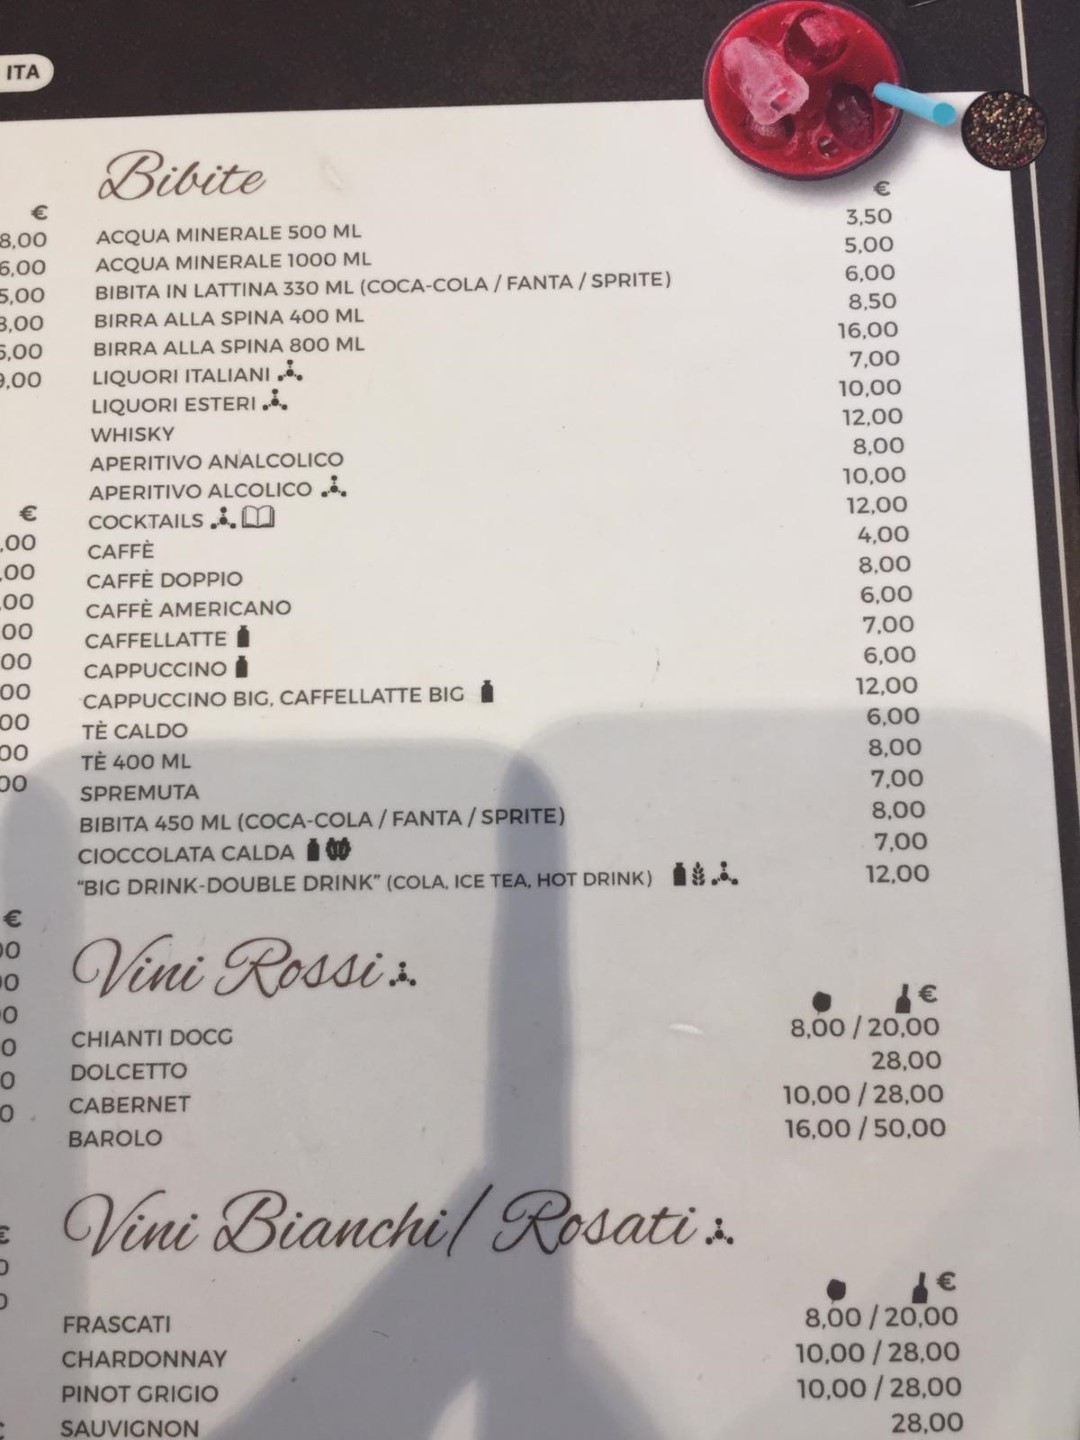 ITA
Bibite
€
ACQUA MINERALE 500 ML 3,50
ACQUA MINERALE 1000 ML 5,00
BIBITA IN LATTINA 330 ML (COCA-COLA / FANTA / SPRITE) 6,00
BIRRA ALLA SPINA 400 ML 8,50
BIRRA ALLA SPINA 800 ML 16,00
LIQUORI ITALIANI 7,00
LIQUORI ESTERI 10,00
WHISKY 12,00
APERITIVO ANALCOLICO 8,00
APERITIVO ALCOLICO 10,00
COCKTAILS 12,00
CAFFÈ 4,00
CAFFÈ DOPPIO 8,00
CAFFÈ AMERICANO 6,00
CAFFELLATTE 7,00
CAPPUCCINO 6,00
CAPPUCCINO BIG, CAFFELLATTE BIG 12,00
TÈ CALDO 6,00
TÈ 400 ML 8,00
SPREMUTA 7,00
BIBITA 450 ML (COCA-COLA / FANTA / SPRITE) 8,00
CIOCCOLATA CALDA 7,00
“BIG DRINK-DOUBLE DRINK” (COLA, ICE TEA, HOT DRINK) 12,00
Vini Rossi
€
CHIANTI DOCG 8,00 / 20,00
DOLCETTO 28,00
CABERNET 10,00 / 28,00
BAROLO 16,00 / 50,00
Vini Bianchi/ Rosati
€
FRASCATI 8,00 / 20,00
CHARDONNAY 10,00 / 28,00
PINOT GRIGIO 10,00 / 28,00
SAUVIGNON 28,00